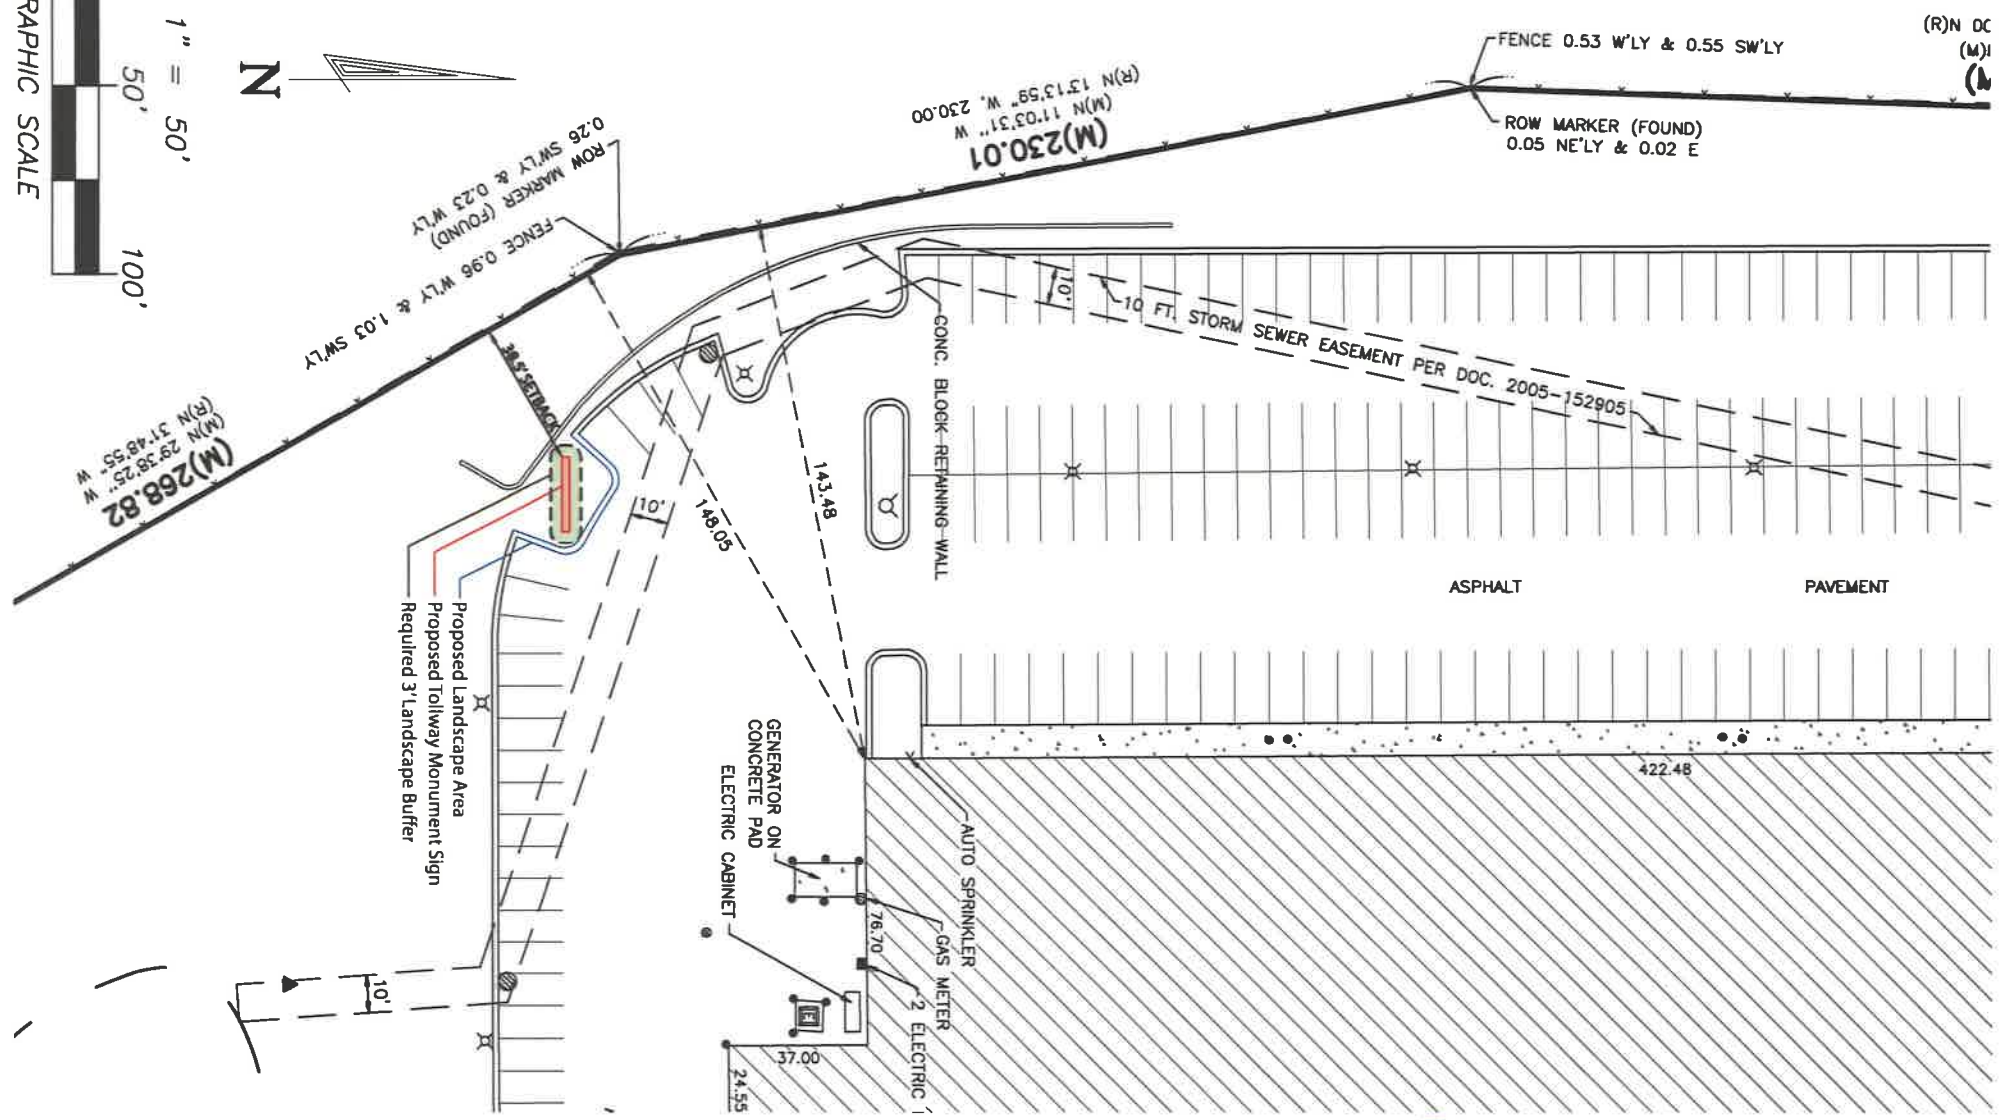 1" = 50'
50'
100'
RAPHIC SCALE
N
FENCE 0.53 W'LY & 0.55 SW'LY
(R)N DC
ROW MARKER (FOUND)
0.05 NE'LY & 0.02 E
(R)N 13°13'59" W, 230.00
(M)N 11°03'31" W
(M)230.01
ROW MARKER (FOUND)
0.26 SW'LY & 0.23 W'LY
FENCE 0.96 W'LY & 1.03 SW'LY
(R)N 31°48'55" W
(M)N 29°38'25" W
(M)268.82
38.5' SETBACK
10'
10 FT. STORM SEWER EASEMENT PER DOC. 2005-152905
CONC. BLOCK RETAINING WALL
143.48
148.05
10'
ASPHALT PAVEMENT
Proposed Landscape Area
Proposed Tollway Monument Sign
Required 3' Landscape Buffer
422.48
GENERATOR ON
CONCRETE PAD
ELECTRIC CABINET
AUTO SPRINKLER
GAS METER
2 ELECTRIC
76.70
E
37.00
24.55
10'